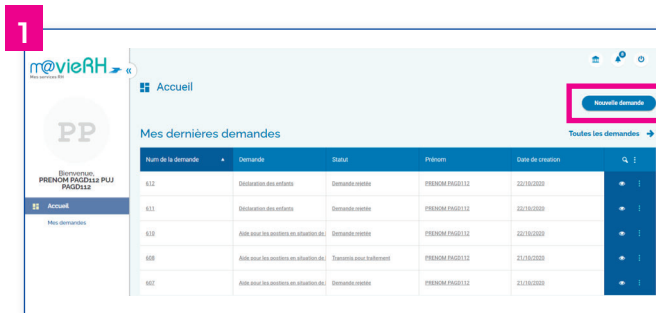 1
m@vieRH
Mes services RH
Accueil
Nouvelle demande
PP
Mes dernières demandes
Toutes les demandes
Bienvenue,
PRENOM PAGD112 PUJ
PAGD112
Accueil
Mes demandes
Num de la demande Demande Statut Prénom Date de creation
612 Déclaration des enfants Demande rejetée PRENOM PAGD112 22/10/2020
611 Déclaration des enfants Demande rejetée PRENOM PAGD112 22/10/2020
610 Aide pour les postiers en situation de Demande rejetée PRENOM PAGD112 22/10/2020
608 Aide pour les postiers en situation de Transmis pour traitement PRENOM PAGD112 21/10/2020
607 Aide pour les postiers en situation de Demande rejetée PRENOM PAGD112 21/10/2020